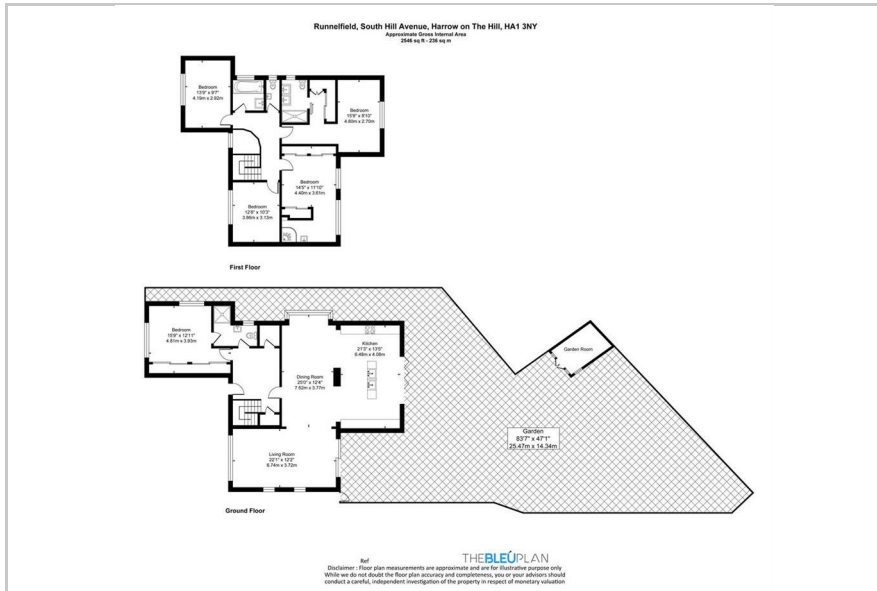 Runnelfield, South Hill Avenue, Harrow on The Hill, HA1 3NY
Approximate Gross Internal Area
2546 sq ft - 236 sq m
Bedroom
13'9" x 9'7"
4.19m x 2.92m
Bedroom
15'9" x 8'10"
4.80m x 2.70m
Bedroom
14'5" x 11'10"
4.40m x 3.61m
Bedroom
12'8" x 10'3"
3.86m x 3.13m
First Floor
Bedroom
15'9" x 12'11"
4.81m x 3.93m
Kitchen
21'3" x 13'5"
6.48m x 4.08m
Garden Room
Dining Room
25'0" x 12'4"
7.62m x 3.77m
Garden
83'7" x 47'1"
25.47m x 14.34m
Living Room
22'1" x 12'2"
6.74m x 3.72m
Ground Floor
Ref
THEBLEÚPLAN
Disclaimer : Floor plan measurements are approximate and are for illustrative purpose only
While we do not doubt the floor plan accuracy and completeness, you or your advisors should
conduct a careful, independent investigation of the property in respect of monetary valuation